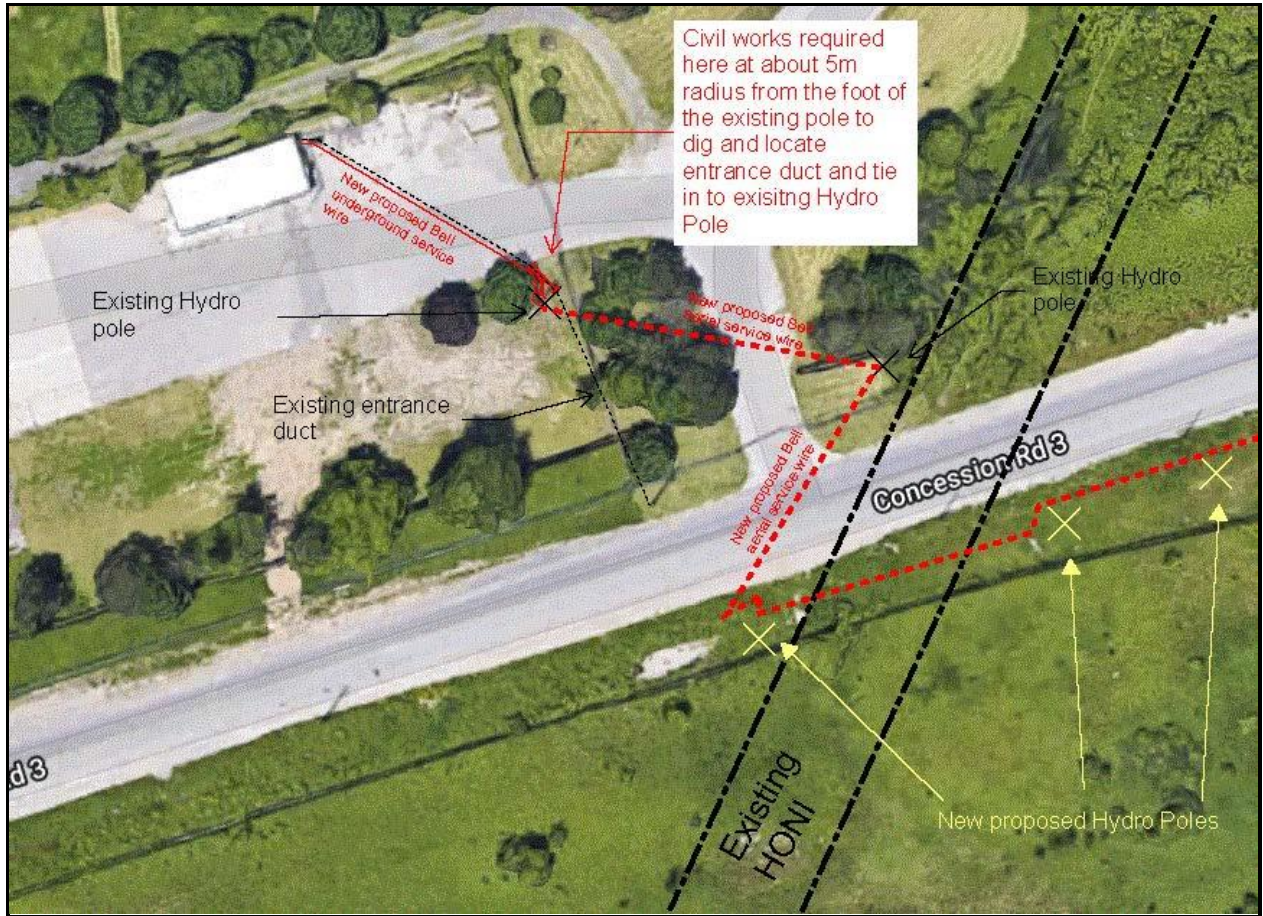 Civil works required
here at about 5m
radius from the foot of
the existing pole to
dig and locate
entrance duct and tie
in to exisitng Hydro
Pole
New proposed Bell
underground service
wire
Existing Hydro
pole
New proposed Bell
aerial service wire
Existing Hydro
pole
Existing entrance
duct
New proposed Bell
aerial service wire
Concession Rd 3
d 3
Existing
HONI
New proposed Hydro Poles